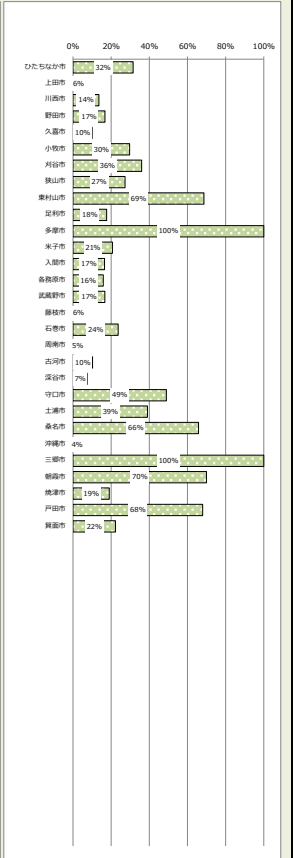 0% 20% 40% 60% 80% 100%
ひたちなか市 32%
上田市 6%
川西市 14%
野田市 17%
久喜市 10%
小牧市 30%
刈谷市 36%
狭山市 27%
東村山市 69%
足利市 18%
多摩市 100%
米子市 21%
入間市 17%
各務原市 16%
武蔵野市 17%
藤枝市 6%
石巻市 24%
周南市 5%
古河市 10%
深谷市 7%
守口市 49%
土浦市 39%
桑名市 66%
沖縄市 4%
三郷市 100%
朝霞市 70%
焼津市 19%
戸田市 68%
箕面市 22%